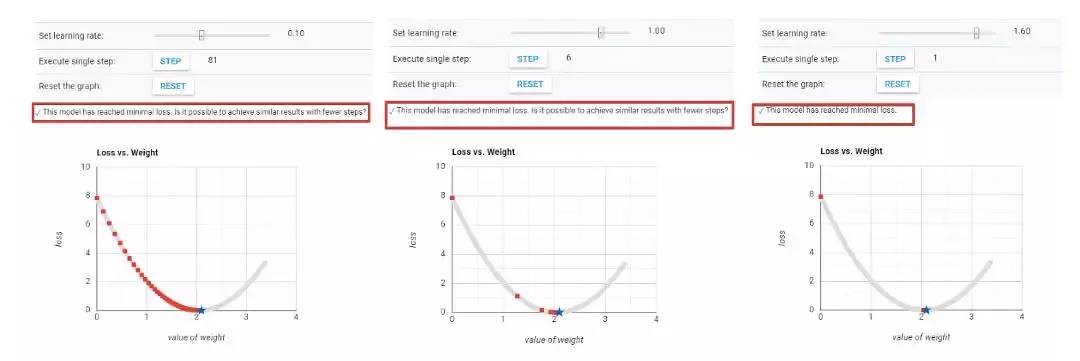 Set learning rate: 0.10
Execute single step: STEP 81
Reset the graph: RESET
✓ This model has reached minimal loss. Is it possible to achieve similar results with fewer steps?
Loss vs. Weight
10
8
6
4
2
0
loss
0 1 2 3 4
value of weight
Set learning rate: 1.00
Execute single step: STEP 6
Reset the graph: RESET
✓ This model has reached minimal loss. Is it possible to achieve similar results with fewer steps?
Loss vs. Weight
10
8
6
4
2
0
loss
0 1 2 3 4
value of weight
Set learning rate: 1.60
Execute single step: STEP 1
Reset the graph: RESET
✓ This model has reached minimal loss.
Loss vs. Weight
10
8
6
4
2
0
loss
0 1 2 3 4
value of weight